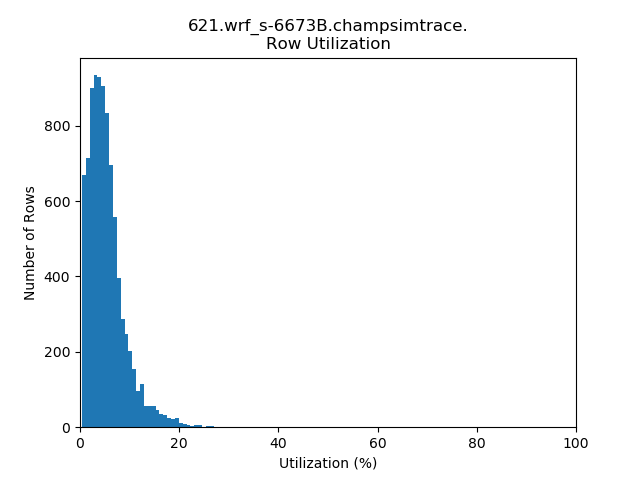 621.wrf_s-6673B.champsimtrace.
Row Utilization
800
600
400
200
0
Number of Rows
0 20 40 60 80 100
Utilization (%)